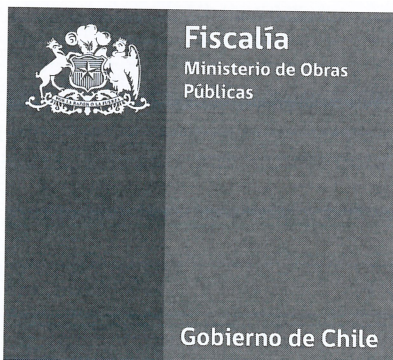 Fiscalía
Ministerio de Obras
Públicas
Gobierno de Chile